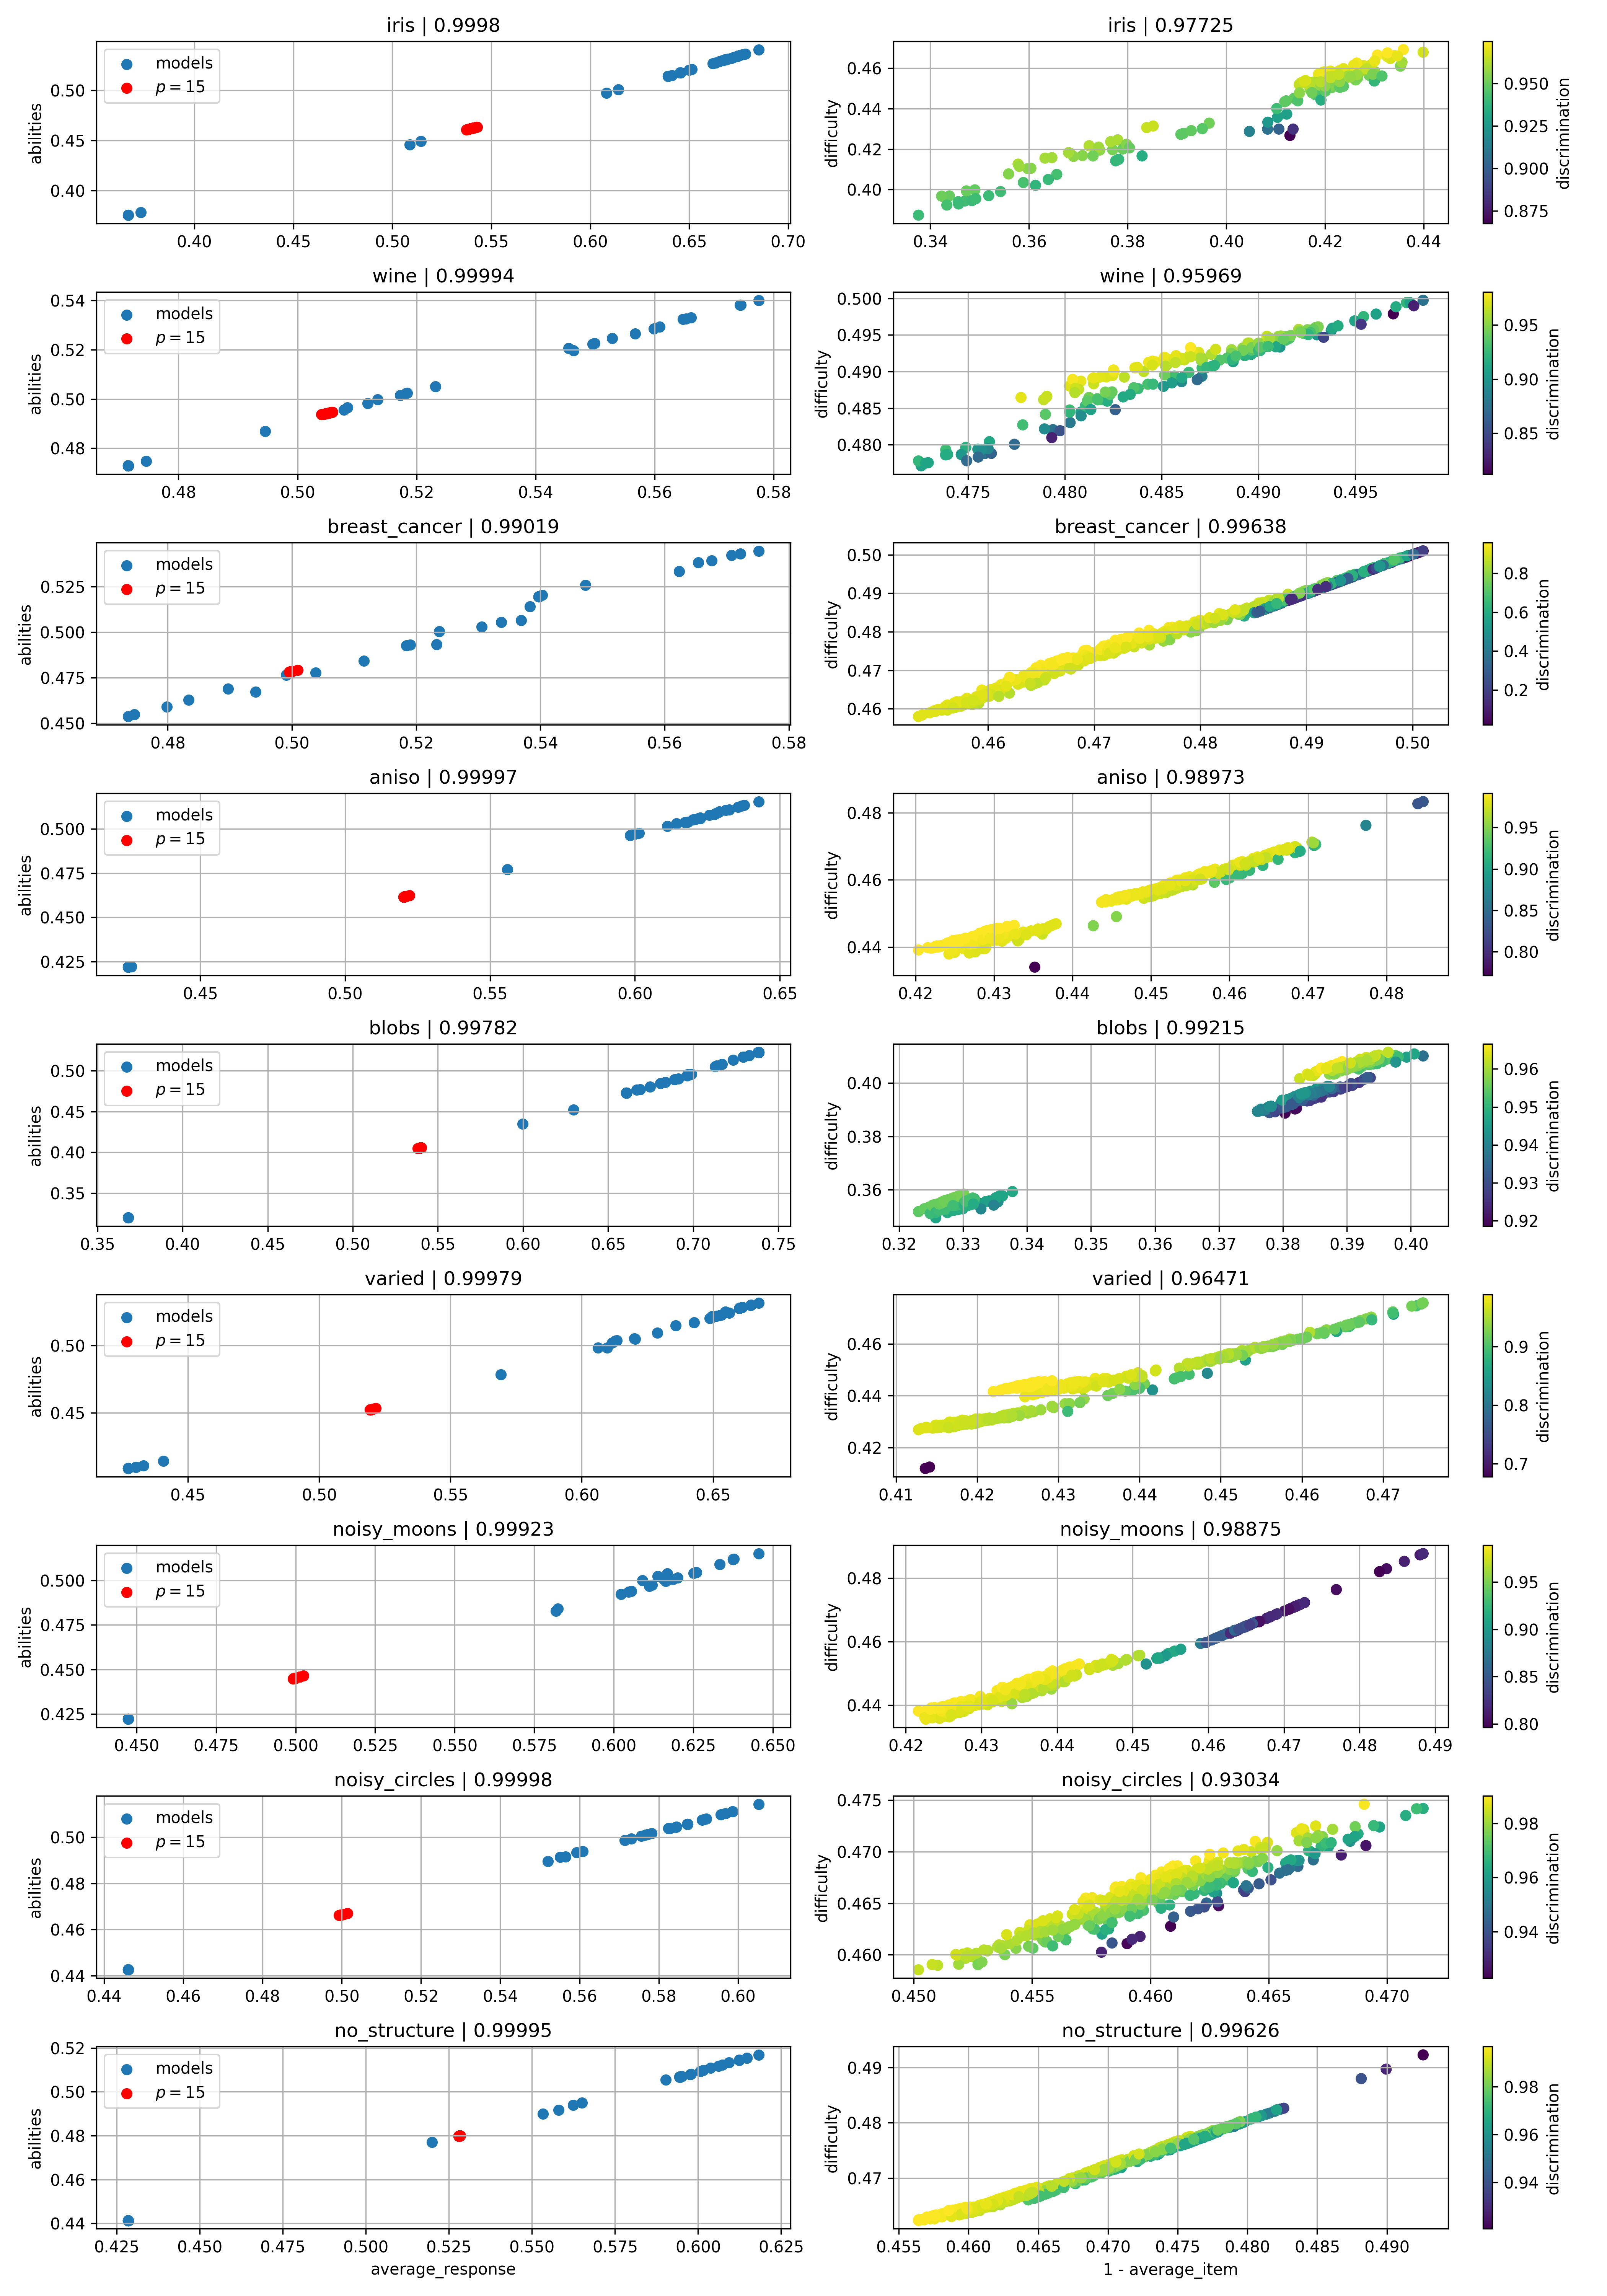 iris | 0.9998
abilities
0.50
0.45
0.40
models
p = 15
0.40 0.45 0.50 0.55 0.60 0.65 0.70
iris | 0.97725
difficulty
0.46
0.44
0.42
0.40
0.34 0.36 0.38 0.40 0.42 0.44
0.950
0.925
0.900
0.875
discrimination
wine | 0.99994
abilities
0.54
0.52
0.50
0.48
models
p = 15
0.48 0.50 0.52 0.54 0.56 0.58
wine | 0.95969
difficulty
0.500
0.495
0.490
0.485
0.480
0.475 0.480 0.485 0.490 0.495
0.95
0.90
0.85
discrimination
breast_cancer | 0.99019
abilities
0.525
0.500
0.475
0.450
models
p = 15
0.48 0.50 0.52 0.54 0.56 0.58
breast_cancer | 0.99638
difficulty
0.50
0.49
0.48
0.47
0.46
0.46 0.47 0.48 0.49 0.50
0.8
0.6
0.4
0.2
discrimination
aniso | 0.99997
abilities
0.500
0.475
0.450
0.425
models
p = 15
0.45 0.50 0.55 0.60 0.65
aniso | 0.98973
difficulty
0.48
0.46
0.44
0.42 0.43 0.44 0.45 0.46 0.47 0.48
0.95
0.90
0.85
0.80
discrimination
blobs | 0.99782
abilities
0.50
0.45
0.40
0.35
models
p = 15
0.35 0.40 0.45 0.50 0.55 0.60 0.65 0.70 0.75
blobs | 0.99215
difficulty
0.40
0.38
0.36
0.32 0.33 0.34 0.35 0.36 0.37 0.38 0.39 0.40
0.96
0.95
0.94
0.93
0.92
discrimination
varied | 0.99979
abilities
0.50
0.45
models
p = 15
0.45 0.50 0.55 0.60 0.65
varied | 0.96471
difficulty
0.46
0.44
0.42
0.41 0.42 0.43 0.44 0.45 0.46 0.47
0.9
0.8
0.7
discrimination
noisy_moons | 0.99923
abilities
0.500
0.475
0.450
0.425
models
p = 15
0.450 0.475 0.500 0.525 0.550 0.575 0.600 0.625 0.650
noisy_moons | 0.98875
difficulty
0.48
0.46
0.44
0.42 0.43 0.44 0.45 0.46 0.47 0.48 0.49
0.95
0.90
0.85
0.80
discrimination
noisy_circles | 0.99998
abilities
0.50
0.48
0.46
0.44
models
p = 15
0.44 0.46 0.48 0.50 0.52 0.54 0.56 0.58 0.60
noisy_circles | 0.93034
difficulty
0.475
0.470
0.465
0.460
0.450 0.455 0.460 0.465 0.470
0.98
0.96
0.94
discrimination
no_structure | 0.99995
abilities
0.52
0.50
0.48
0.46
0.44
models
p = 15
0.425 0.450 0.475 0.500 0.525 0.550 0.575 0.600 0.625
average_response
no_structure | 0.99626
difficulty
0.49
0.48
0.47
0.455 0.460 0.465 0.470 0.475 0.480 0.485 0.490
1 - average_item
0.98
0.96
0.94
discrimination